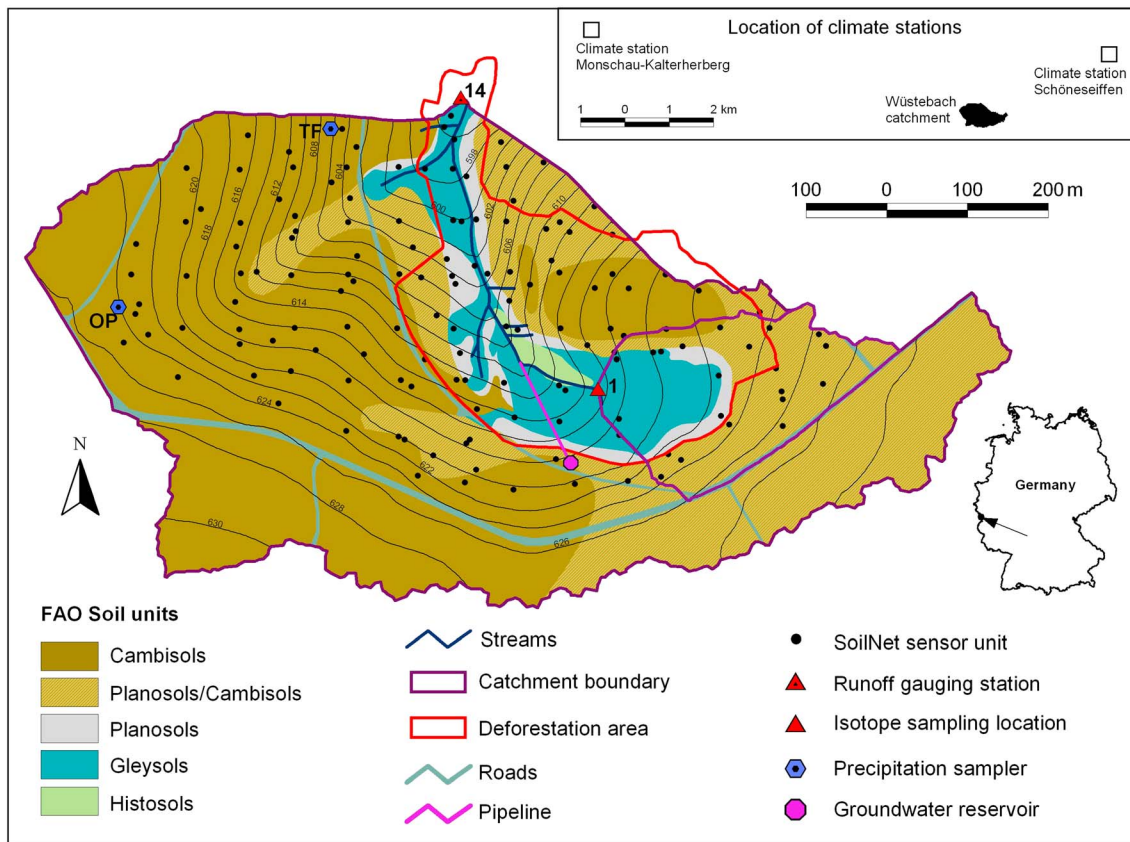 Location of climate stations
Climate station
Monschau-Kalterherberg
Climate station
Schöneseiffen
Wüstebach
catchment
1 0 1 2 km
14
TF
OP
1
100 0 100 200 m
620
618
616
612
608
604
600
598
602
606
610
614
624
622
626
628
630
N
Germany
FAO Soil units
Cambisols
Planosols/Cambisols
Planosols
Gleysols
Histosols
Streams
Catchment boundary
Deforestation area
Roads
Pipeline
SoilNet sensor unit
Runoff gauging station
Isotope sampling location
Precipitation sampler
Groundwater reservoir